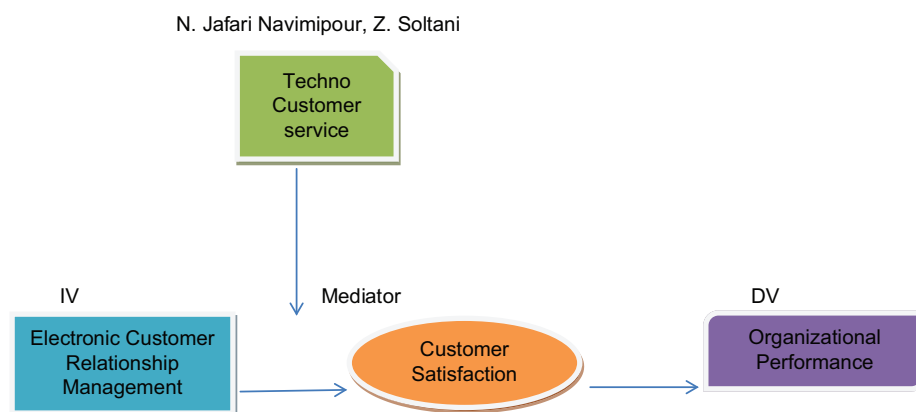 N. Jafari Navimipour, Z. Soltani
Techno
Customer
service
IV
Mediator
DV
Electronic Customer
Relationship
Management
Customer
Satisfaction
Organizational
Performance